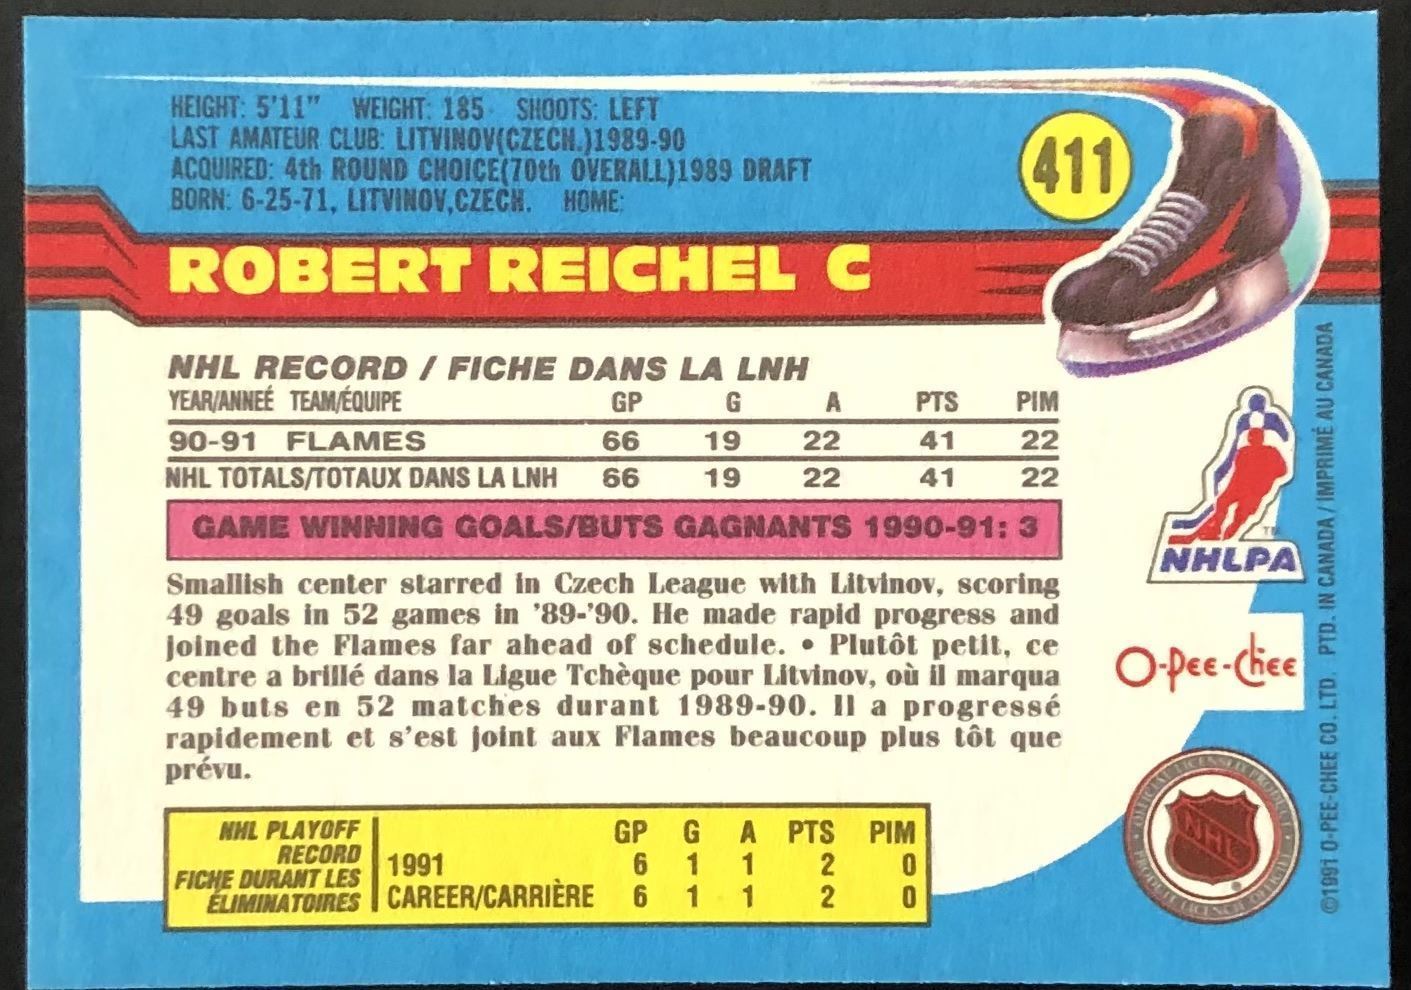 HEIGHT: 5'11" WEIGHT: 185 SHOOTS: LEFT
LAST AMATEUR CLUB: LITVINOV(CZECH.)1989-90
ACQUIRED: 4th ROUND CHOICE(70th OVERALL)1989 DRAFT
BORN: 6-25-71, LITVINOV,CZECH. HOME:
411
ROBERT REICHEL C
NHL RECORD / FICHE DANS LA LNH
YEAR/ANNEÉ TEAM/ÉQUIPE GP G A PTS PIM
90-91 FLAMES 66 19 22 41 22
NHL TOTALS/TOTAUX DANS LA LNH 66 19 22 41 22
GAME WINNING GOALS/BUTS GAGNANTS 1990-91: 3
Smallish center starred in Czech League with Litvinov, scoring
49 goals in 52 games in '89-'90. He made rapid progress and
joined the Flames far ahead of schedule. • Plutôt petit, ce
centre a brillé dans la Ligue Tchèque pour Litvinov, où il marqua
49 buts en 52 matches durant 1989-90. Il a progressé
rapidement et s'est joint aux Flames beaucoup plus tôt que
prévu.
NHL PLAYOFF
RECORD
FICHE DURANT LES
ÉLIMINATOIRES
GP G A PTS PIM
1991 6 1 1 2 0
CAREER/CARRIÈRE 6 1 1 2 0
TM
NHLPA
O-Pee-Chee
NHL
©1991 O-PEE-CHEE CO. LTD. PTD. IN CANADA / IMPRIMÉ AU CANADA